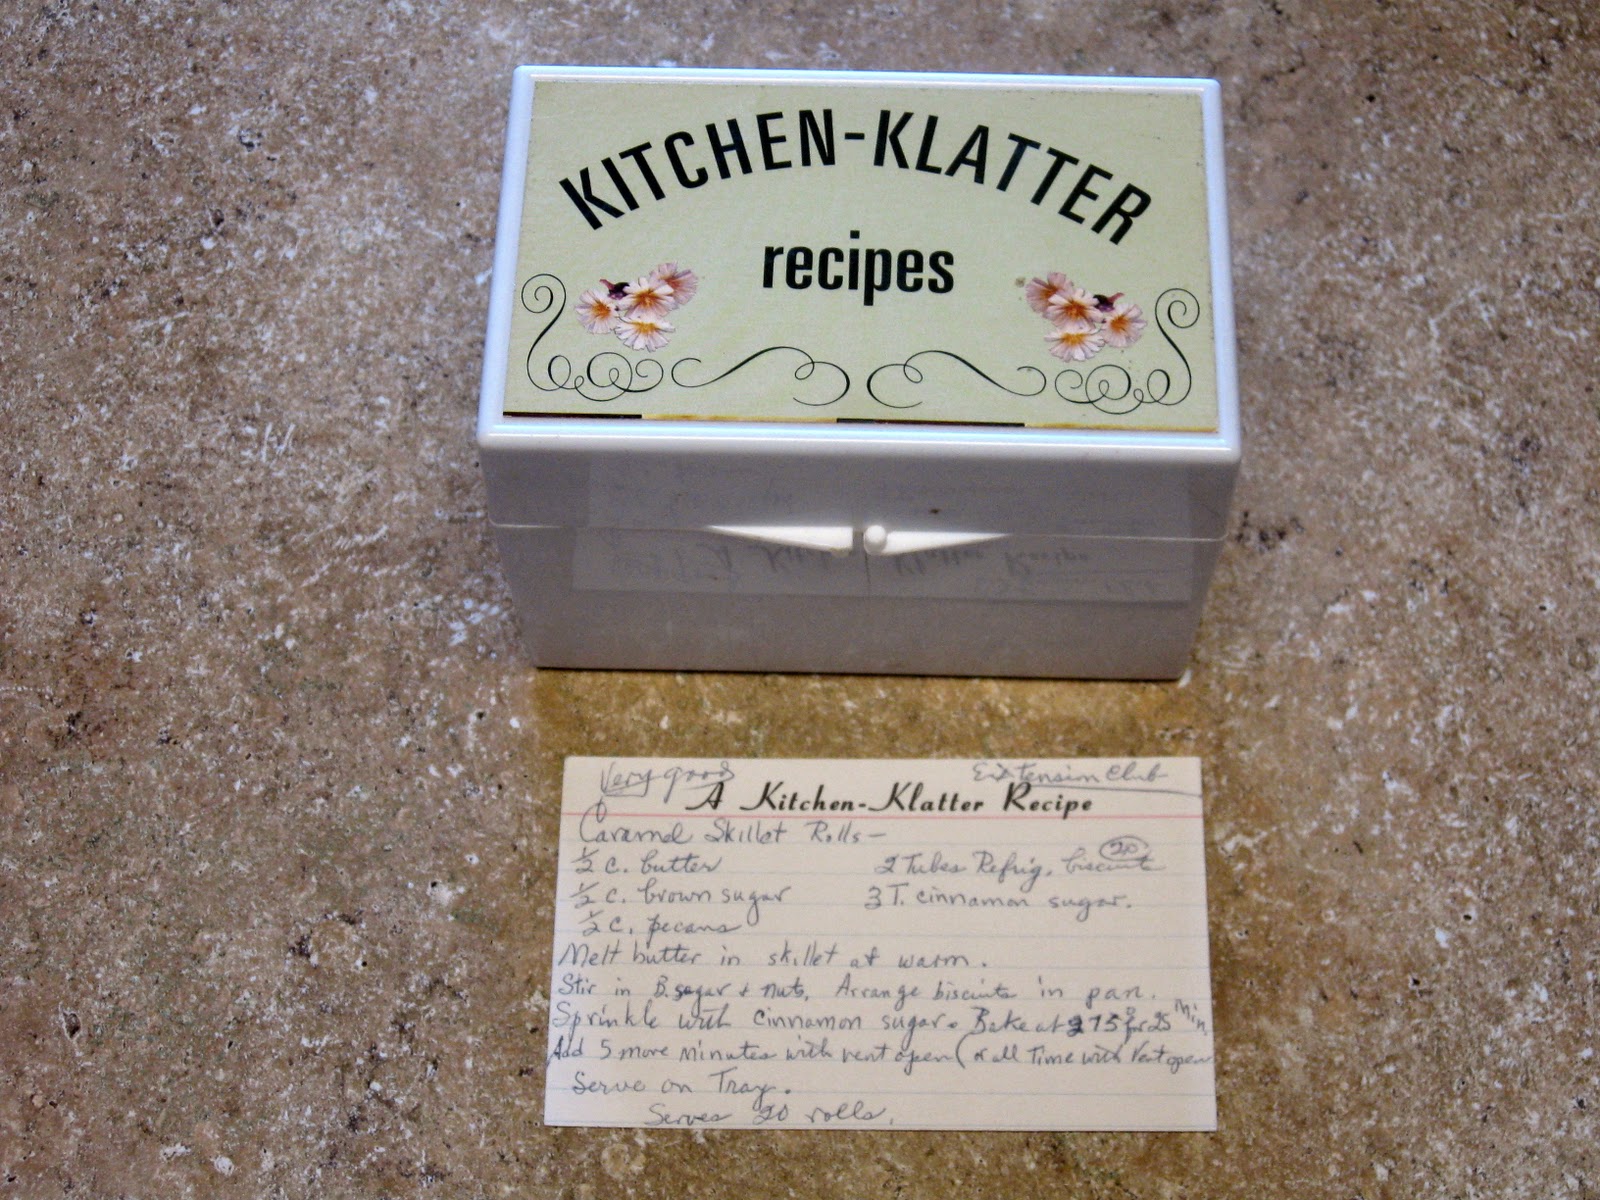 KITCHEN-KLATTER
recipes
Very good Extension Club
A Kitchen-Klatter Recipe
Caramel Skillet Rolls-
½ c. butter 2 Tubes Refrig. biscuits 20
½ c. brown sugar 3 T. cinnamon sugar.
½ c. pecans
Melt butter in skillet at warm.
Stir in B. sugar + nuts, Arrange biscuits in pan.
Sprinkle with cinnamon sugar. Bake at 275° for 25 Min.
Add 5 more minutes with vent open (or all Time with Vent open
Serve on Tray.
Serves 20 rolls.